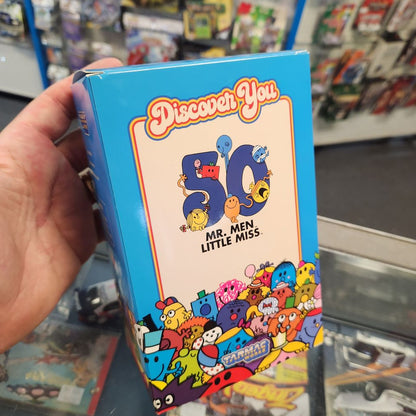 Discover You
50
MR. MEN
LITTLE MISS
TARMAC